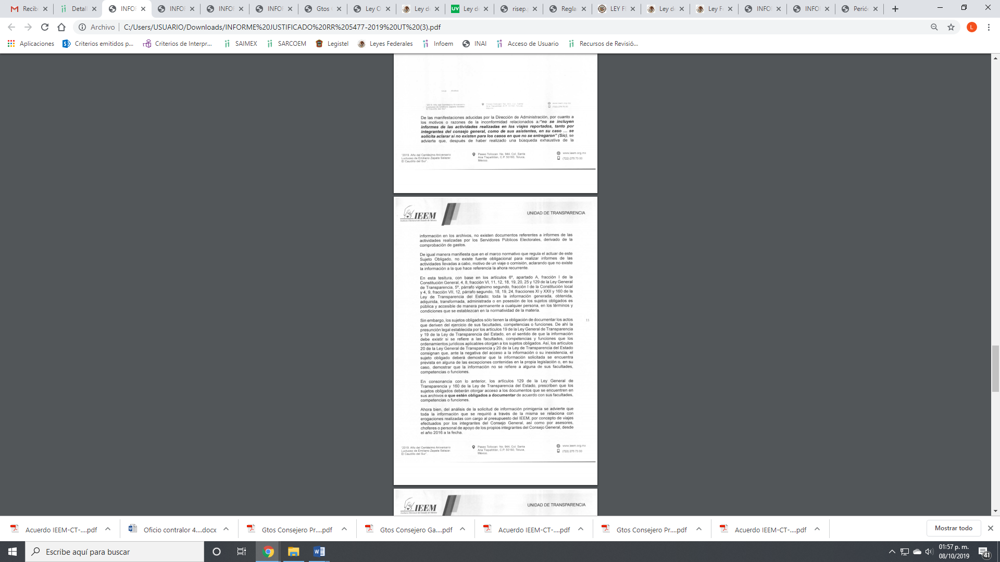 Recib
Detall
INFO
INFO
INFO
INFO
Gtos
Ley O
Ley de
UV Ley de
risep.
Regla
LEY F
Ley de
Ley F
INFO
INFO
Perió
Archivo | C:/Users/USUARIO/Downloads/INFORME%20JUSTIFICADO%20RR%205477-2019%20UT%20(3).pdf
L
Aplicaciones Criterios emitidos p... Criterios de Interpr... SAIMEX SARCOEM Legistel Leyes Federales Infoem INAI Acceso de Usuario Recursos de Revisió...
"2019. Año del Centésimo Aniversario
Luctuoso de Emiliano Zapata Salazar.
El Caudillo del Sur".
De las manifestaciones aducidas por la Dirección de Administración, por cuanto a
los motivos o razones de la inconformidad relacionados a:"no se incluyen
informes de las actividades realizadas en los viajes reportados, tanto por
integrantes del consejo general, como de sus asistentes, en su caso ... se
solicita aclarar si no existen para los casos en que no se entregaron" (Sic), se
advierte que, después de haber realizado una búsqueda exhaustiva de la
"2019. Año del Centésimo Aniversario
Luctuoso de Emiliano Zapata Salazar.
El Caudillo del Sur".
Paseo Tollocan No. 944, Col. Santa
Ana Tlapaltitlán, C.P. 50160, Toluca,
México.
www.ieem.org.mx
(722) 275 73 00
IEEM
Instituto Electoral del Estado de México
UNIDAD DE TRANSPARENCIA
información en los archivos, no existen documentos referentes a informes de las
actividades realizadas por los Servidores Públicos Electorales, derivado de la
comprobación de gastos.
De igual manera manifiesta que en el marco normativo que regula el actuar de este
Sujeto Obligado, no existe fuente obligacional para realizar informes de las
actividades llevadas a cabo, motivo de un viaje o comisión, aclarando que no existe
la información a la que hace referencia la ahora recurrente.
En esta tesitura, con base en los artículos 6º, apartado A, fracción I de la
Constitución General, 4, 8, fracción VI, 11, 12, 18, 19, 20, 25 y 129 de la Ley General
de Transparencia, 5º, párrafo vigésimo segundo, fracción I de la Constitución local
y 4, 9, fracción VII, 12, párrafo segundo, 18, 19, 24, fracciones XI y XXII y 160 de la
Ley de Transparencia del Estado; toda la información generada, obtenida,
adquirida, transformada, administrada o en posesión de los sujetos obligados es
pública y accesible de manera permanente a cualquier persona, en los términos y
condiciones que se establezcan en la normatividad de la materia.
Sin embargo, los sujetos obligados sólo tienen la obligación de documentar los actos
que deriven del ejercicio de sus facultades, competencias o funciones. De ahí la
presunción legal establecida por los artículos 19 de la Ley General de Transparencia
y 19 de la Ley de Transparencia del Estado, en el sentido de que la información
debe existir si se refiere a las facultades, competencias y funciones que los
ordenamientos jurídicos aplicables otorgan a los sujetos obligados. Así, los artículos
20 de la Ley General de Transparencia y 20 de la Ley de Transparencia del Estado
consignan que, ante la negativa del acceso a la información o su inexistencia, el
sujeto obligado deberá demostrar que la información solicitada se encuentra
prevista en alguna de las excepciones contenidas en la propia legislación o, en su
caso, demostrar que la información no se refiere a alguna de sus facultades,
competencias o funciones.
11
En consonancia con lo anterior, los artículos 129 de la Ley General de
Transparencia y 160 de la Ley de Transparencia del Estado, prescriben que los
sujetos obligados deberán otorgar acceso a los documentos que se encuentren en
sus archivos o que estén obligados a documentar de acuerdo con sus facultades,
competencias o funciones.
Ahora bien, del análisis de la solicitud de información primigenia se advierte que
toda la información que se requirió a través de la misma se relaciona con
erogaciones realizadas con cargo al presupuesto del IEEM, por concepto de viajes
efectuados por los integrantes del Consejo General, así como por asesores,
choferes o personal de apoyo de los propios integrantes del Consejo General, desde
el año 2016 a la fecha.
"2019. Año del Centésimo Aniversario
Luctuoso de Emiliano Zapata Salazar.
El Caudillo del Sur".
Paseo Tollocan No. 944, Col. Santa
Ana Tlapaltitlán, C.P. 50160, Toluca,
México.
www.ieem.org.mx
(722) 275 73 00
IEEM
Instituto Electoral del Estado de México
UNIDAD DE TRANSPARENCIA
Acuerdo IEEM-CT-....pdf
Oficio contralor 4....docx
Gtos Consejero Pr....pdf
Gtos Consejero Ga....pdf
Acuerdo IEEM-CT-....pdf
Gtos Consejero Pr....pdf
Acuerdo IEEM-CT-....pdf
Mostrar todo
Escribe aquí para buscar
01:57 p. m.
08/10/2019
41